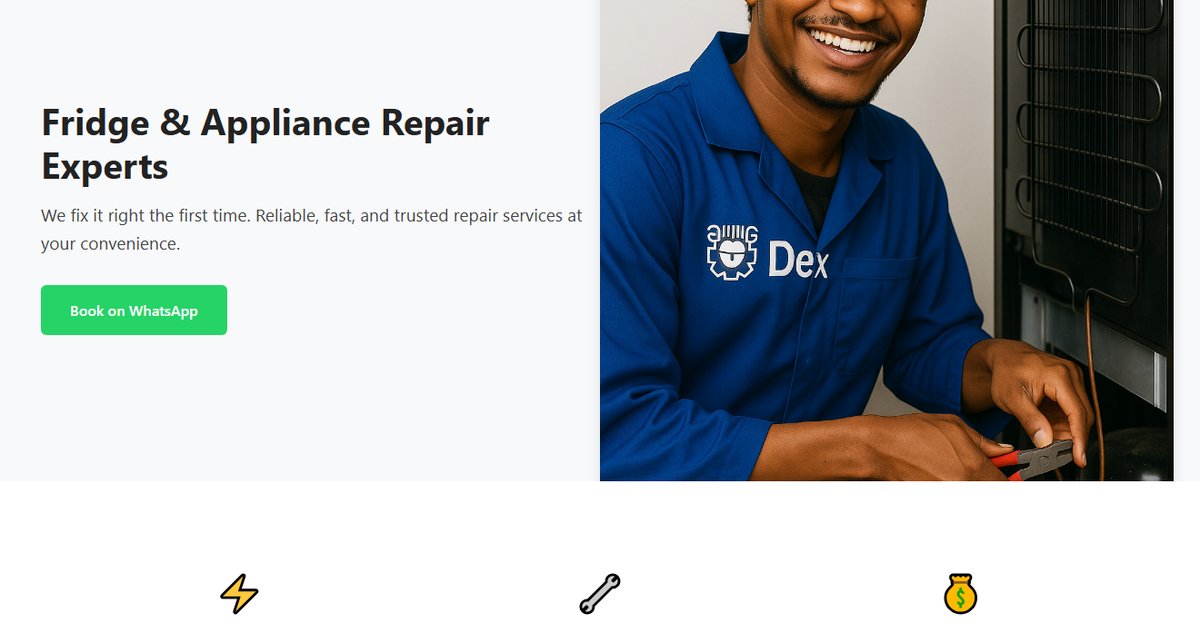 Fridge & Appliance Repair
Experts
We fix it right the first time. Reliable, fast, and trusted repair services at
your convenience.
Book on WhatsApp
Dex
$